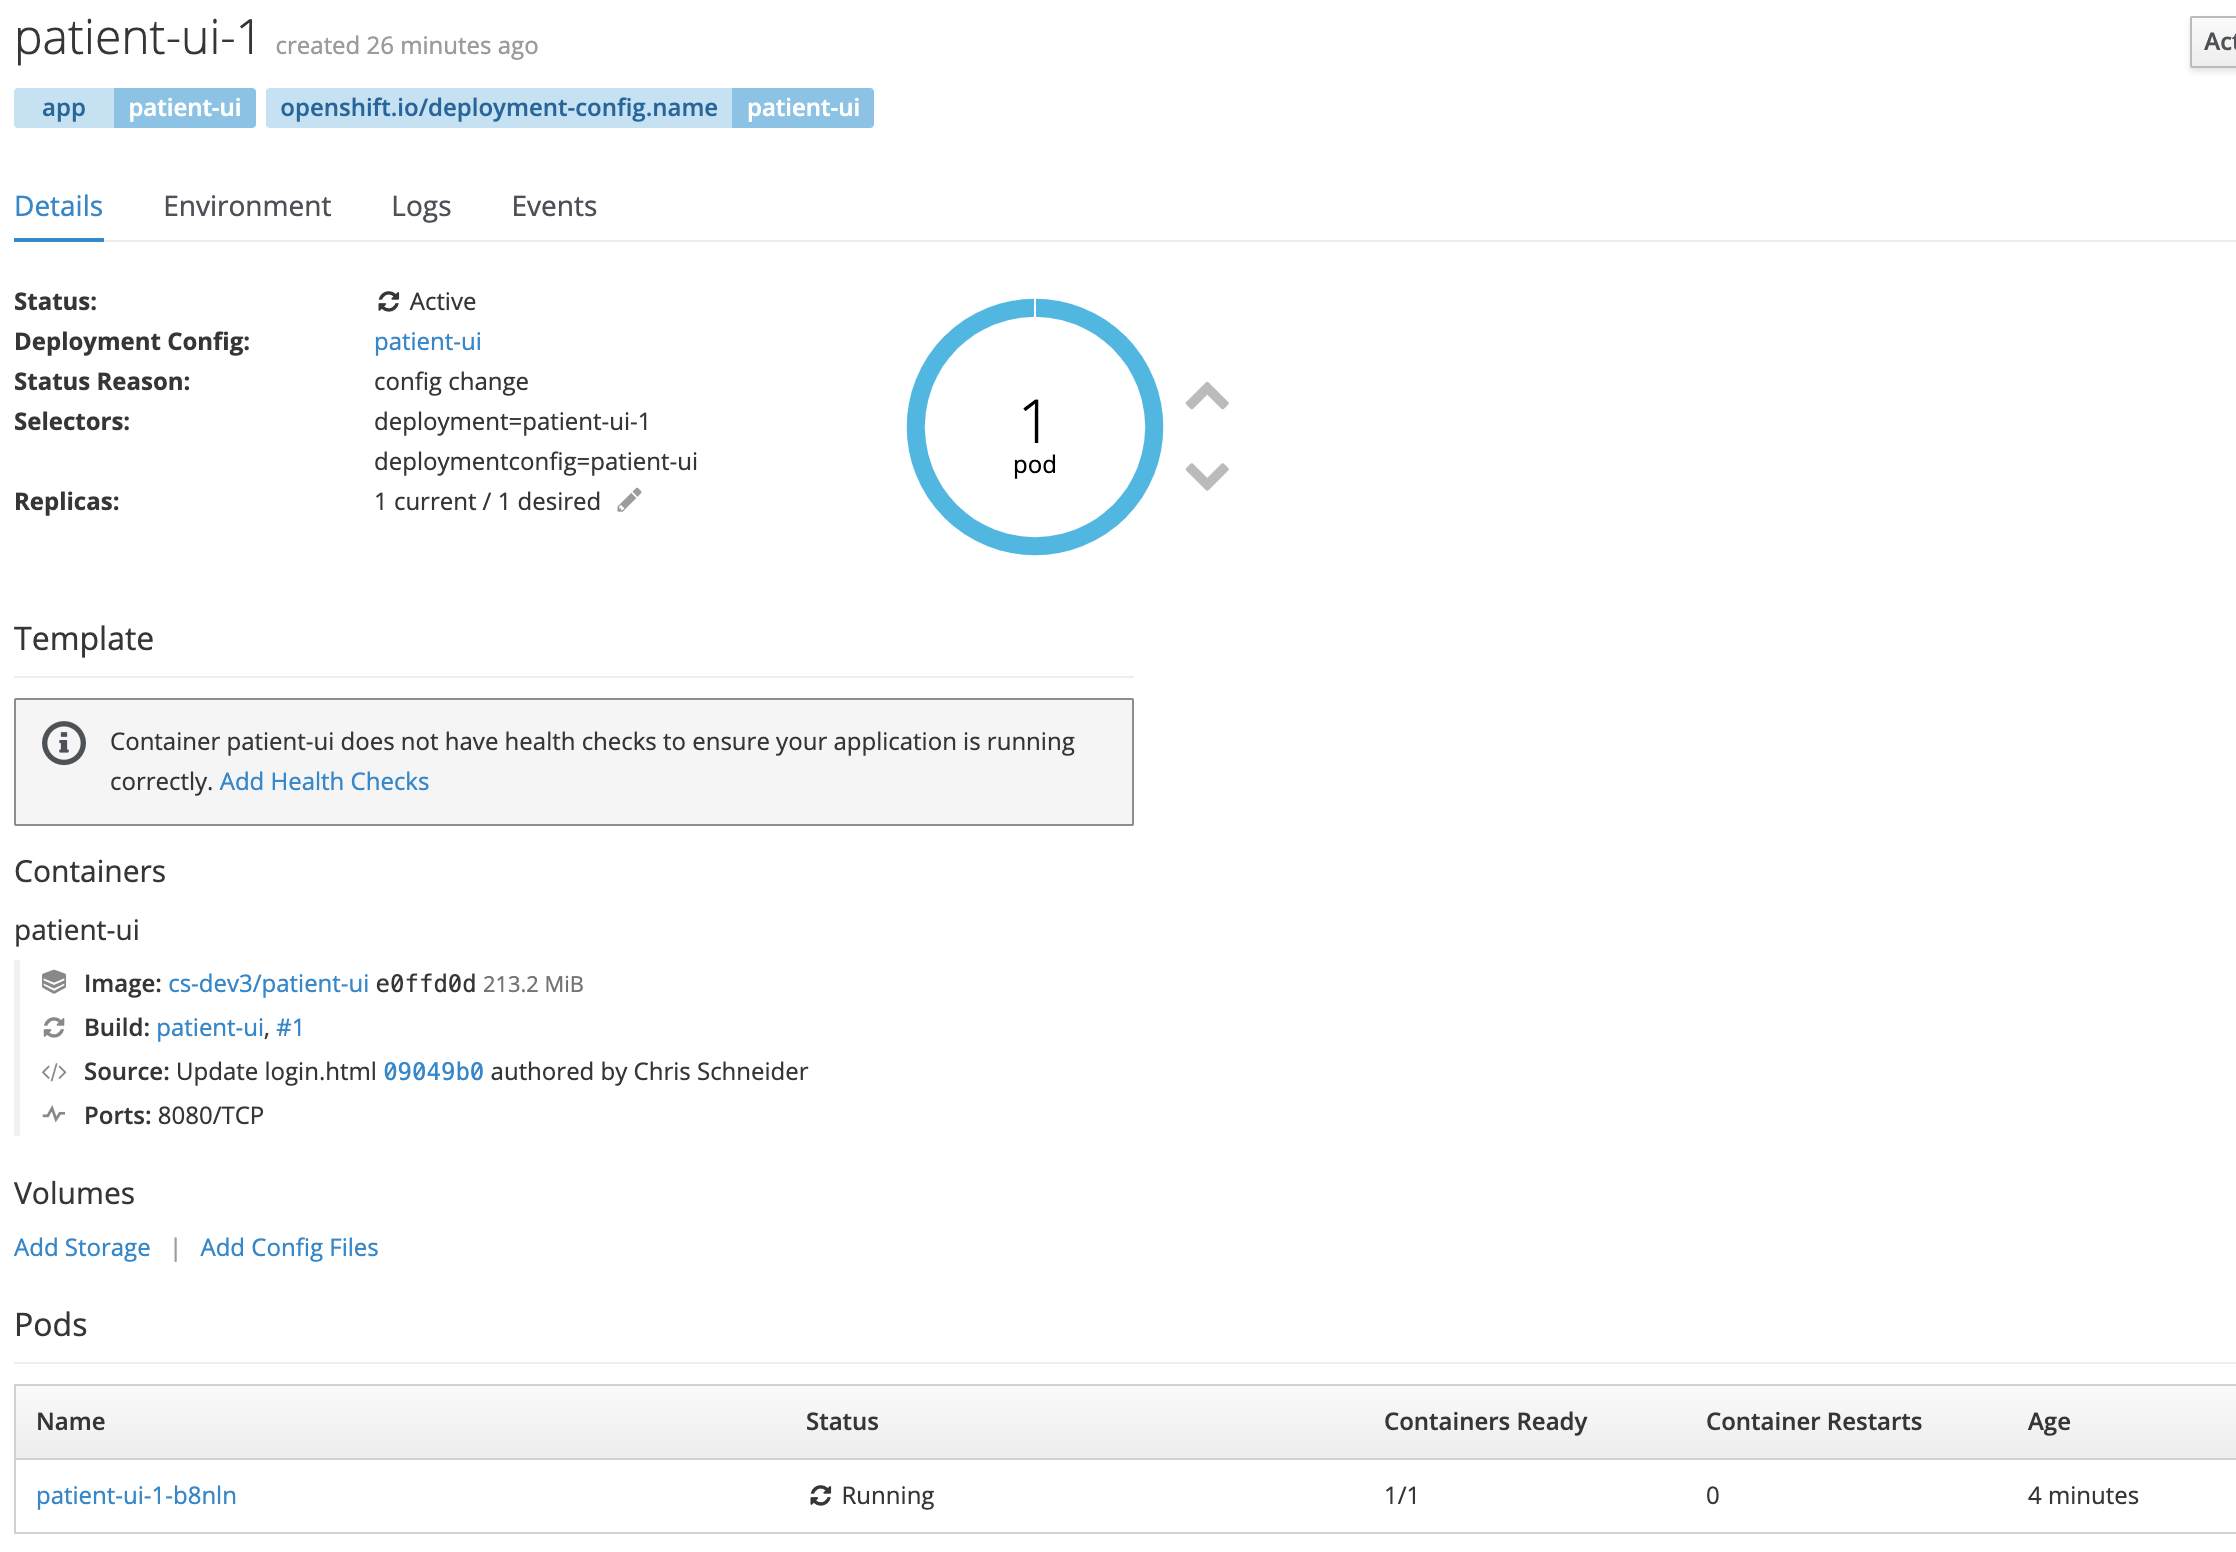 patient-ui-1 created 26 minutes ago
app patient-ui openshift.io/deployment-config.name patient-ui
Details Environment Logs Events
Status: Active
Deployment Config: patient-ui
Status Reason: config change
Selectors: deployment=patient-ui-1
deploymentconfig=patient-ui
Replicas: 1 current / 1 desired
1
pod
Template
Container patient-ui does not have health checks to ensure your application is running
correctly. Add Health Checks
Containers
patient-ui
Image: cs-dev3/patient-ui e0ffd0d 213.2 MiB
Build: patient-ui, #1
Source: Update login.html 09049b0 authored by Chris Schneider
Ports: 8080/TCP
Volumes
Add Storage | Add Config Files
Pods
Name Status Containers Ready Container Restarts Age
patient-ui-1-b8nln Running 1/1 0 4 minutes